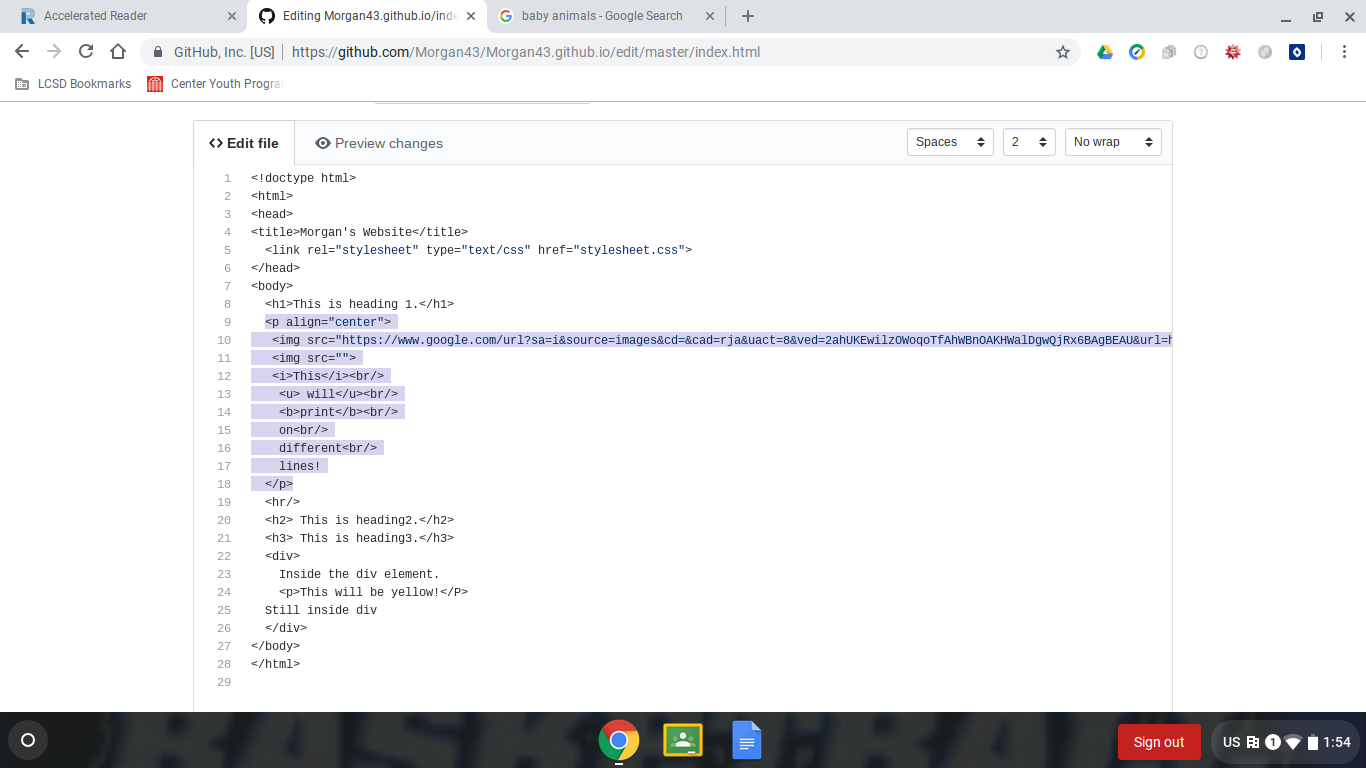 Accelerated Reader
Editing Morgan43.github.io/inde
baby animals - Google Search
GitHub, Inc. [US] https://github.com/Morgan43/Morgan43.github.io/edit/master/index.html
LCSD Bookmarks Center Youth Progra
<> Edit file Preview changes Spaces 2 No wrap
1 <!doctype html>
2 <html>
3 <head>
4 <title>Morgan's Website</title>
5 <link rel="stylesheet" type="text/css" href="stylesheet.css">
6 </head>
7 <body>
8 <h1>This is heading 1.</h1>
9 <p align="center">
10 <img src="https://www.google.com/url?sa=i&source=images&cd=&cad=rja&uact=8&ved=2ahUKEwilzOWoqoTfAhWBnOAKHWalDgwQjRx6BAgBEAU&url=h
11 <img src="">
12 <i>This</i><br/>
13 <u> will</u><br/>
14 <b>print</b><br/>
15 on<br/>
16 different<br/>
17 lines!
18 </p>
19 <hr/>
20 <h2> This is heading2.</h2>
21 <h3> This is heading3.</h3>
22 <div>
23 Inside the div element.
24 <p>This will be yellow!</P>
25 Still inside div
26 </div>
27 </body>
28 </html>
29
Sign out US 1 1:54